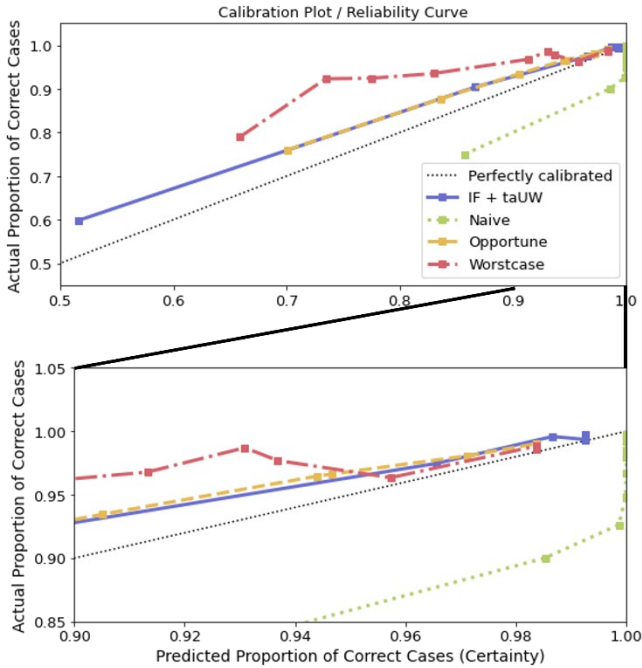 Calibration Plot / Reliability Curve
Actual Proportion of Correct Cases
1.0
0.9
0.8
0.7
0.6
0.5
Perfectly calibrated
IF + taUW
Naive
Opportune
Worstcase
0.5 0.6 0.7 0.8 0.9 1.0
Actual Proportion of Correct Cases
1.05
1.00
0.95
0.90
0.85
0.90 0.92 0.94 0.96 0.98 1.00
Predicted Proportion of Correct Cases (Certainty)